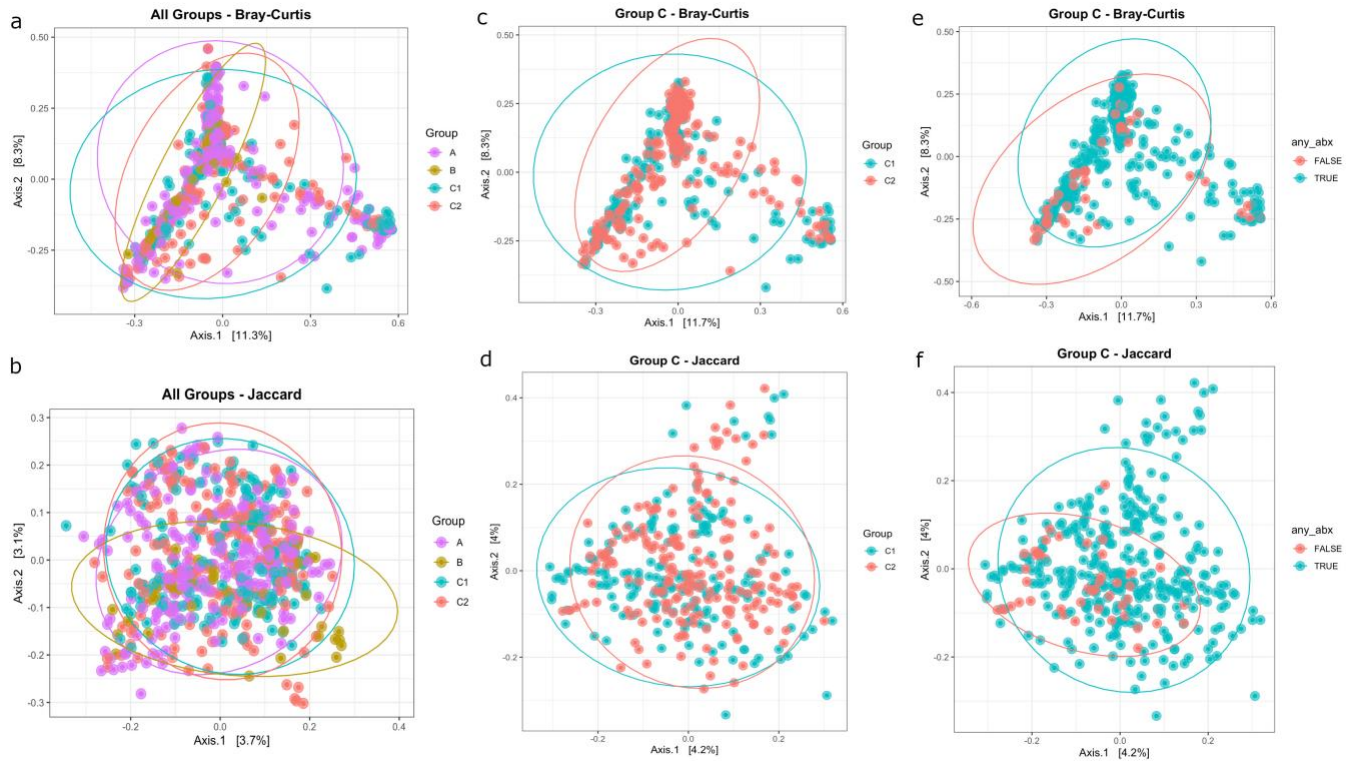 a
All Groups - Bray-Curtis
0.50
0.25
0.00
-0.25
Axis.2 [8.3%]
-0.3
0.0
0.3
0.6
Axis.1 [11.3%]
Group
A
B
C1
C2
c
Group C - Bray-Curtis
0.50
0.25
0.00
-0.25
Axis.2 [8.3%]
-0.3
0.0
0.3
0.6
Axis.1 [11.7%]
Group
C1
C2
e
Group C - Bray-Curtis
0.50
0.25
0.00
-0.25
-0.50
Axis.2 [8.3%]
-0.6
-0.3
0.0
0.3
0.6
Axis.1 [11.7%]
any_abx
FALSE
TRUE
b
All Groups - Jaccard
0.3
0.2
0.1
0.0
-0.1
-0.2
-0.3
Axis.2 [3.1%]
-0.2
0.0
0.2
0.4
Axis.1 [3.7%]
Group
A
B
C1
C2
d
Group C - Jaccard
0.4
0.2
0.0
-0.2
Axis.2 [4%]
-0.2
0.0
0.2
Axis.1 [4.2%]
Group
C1
C2
f
Group C - Jaccard
0.4
0.2
0.0
-0.2
Axis.2 [4%]
-0.2
0.0
0.2
Axis.1 [4.2%]
any_abx
FALSE
TRUE